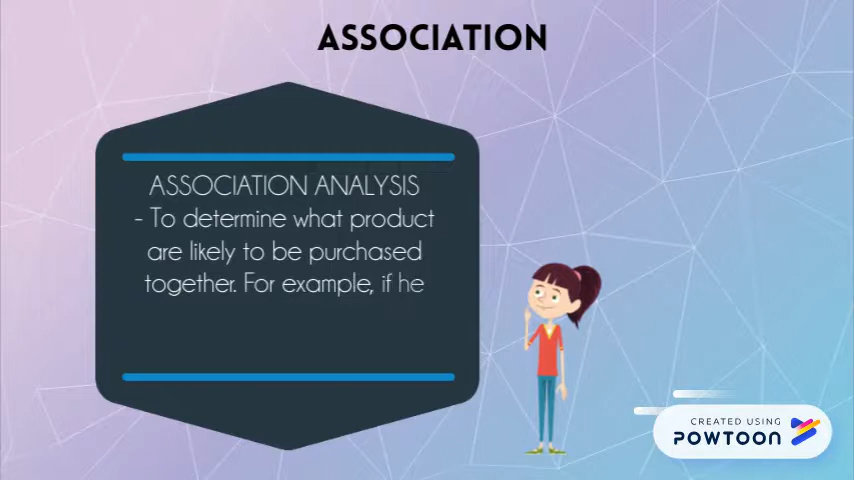 ASSOCIATION
ASSOCIATION ANALYSIS
- To determine what product
are likely to be purchased
together. For example, if he
CREATED USING
POWTOON